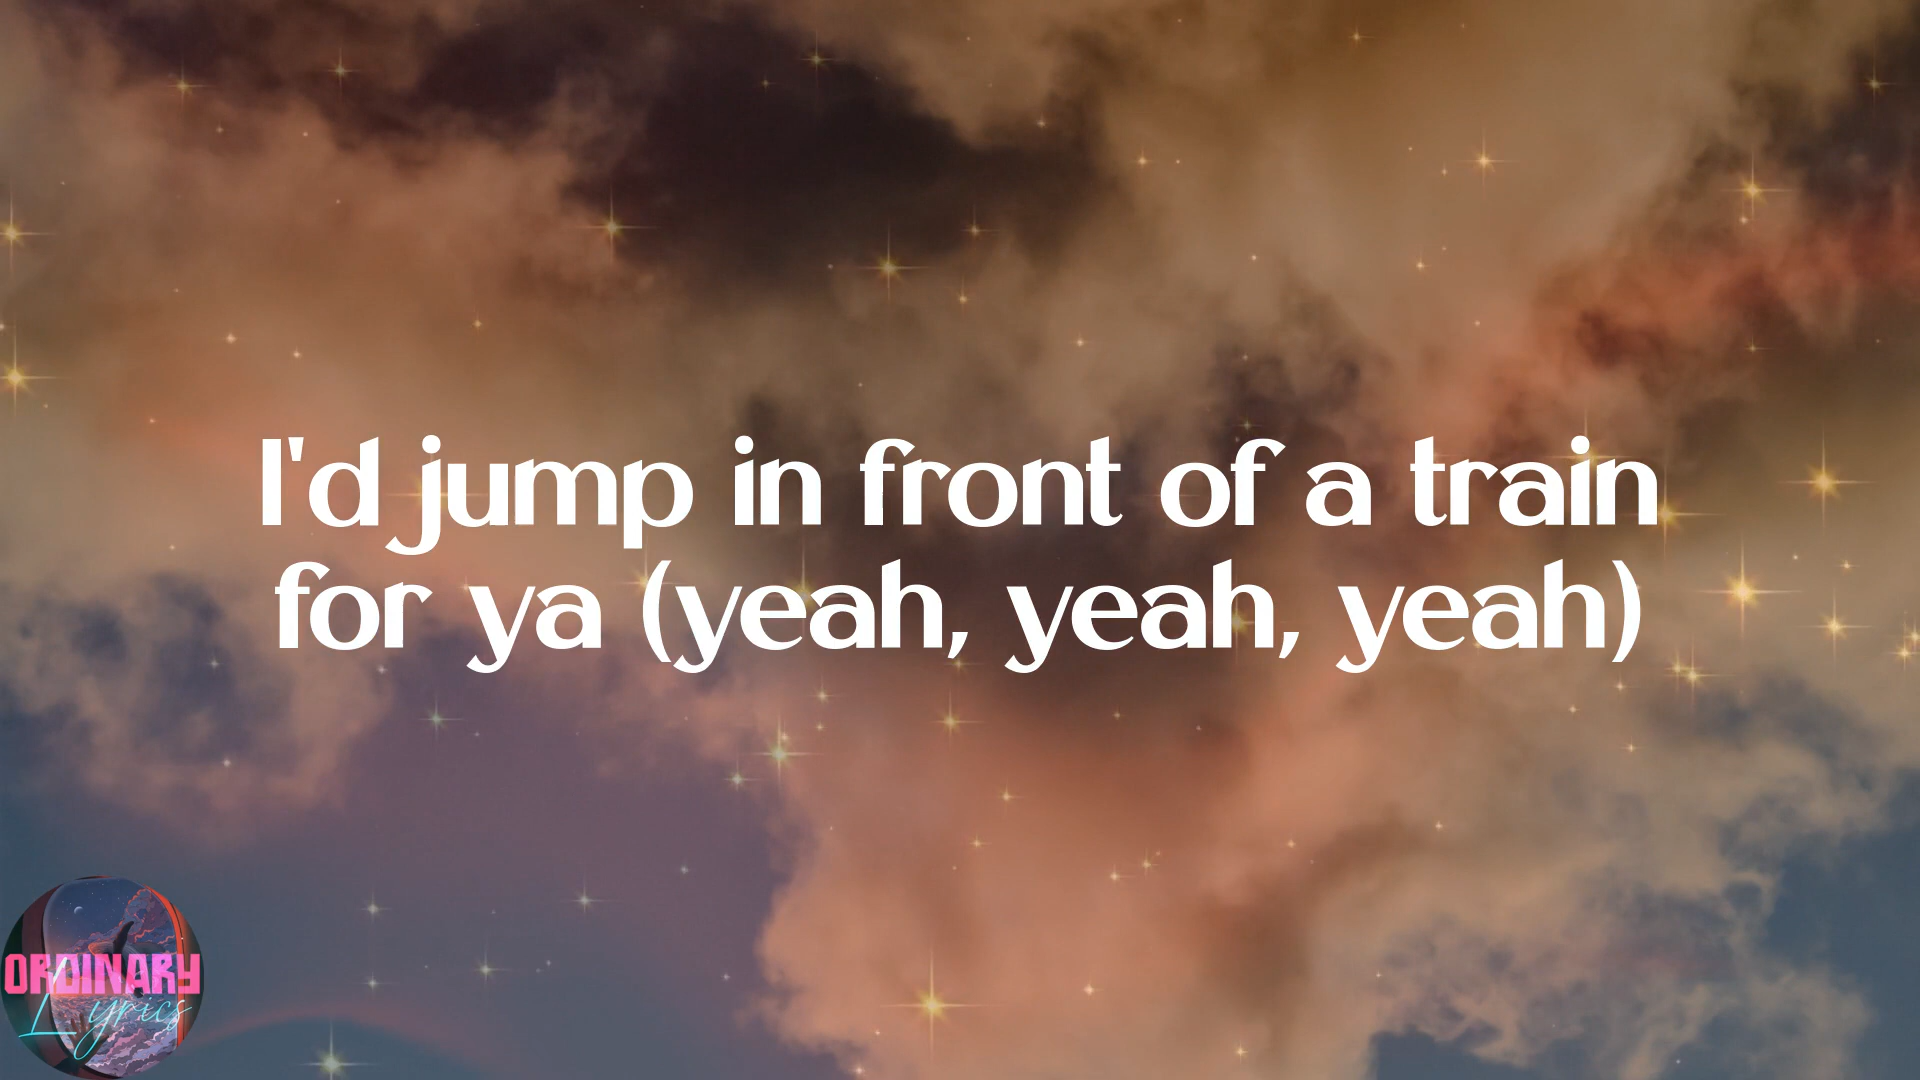 I'd jump in front of a train
for ya (yeah, yeah, yeah)
ORDINARY
Lyrics